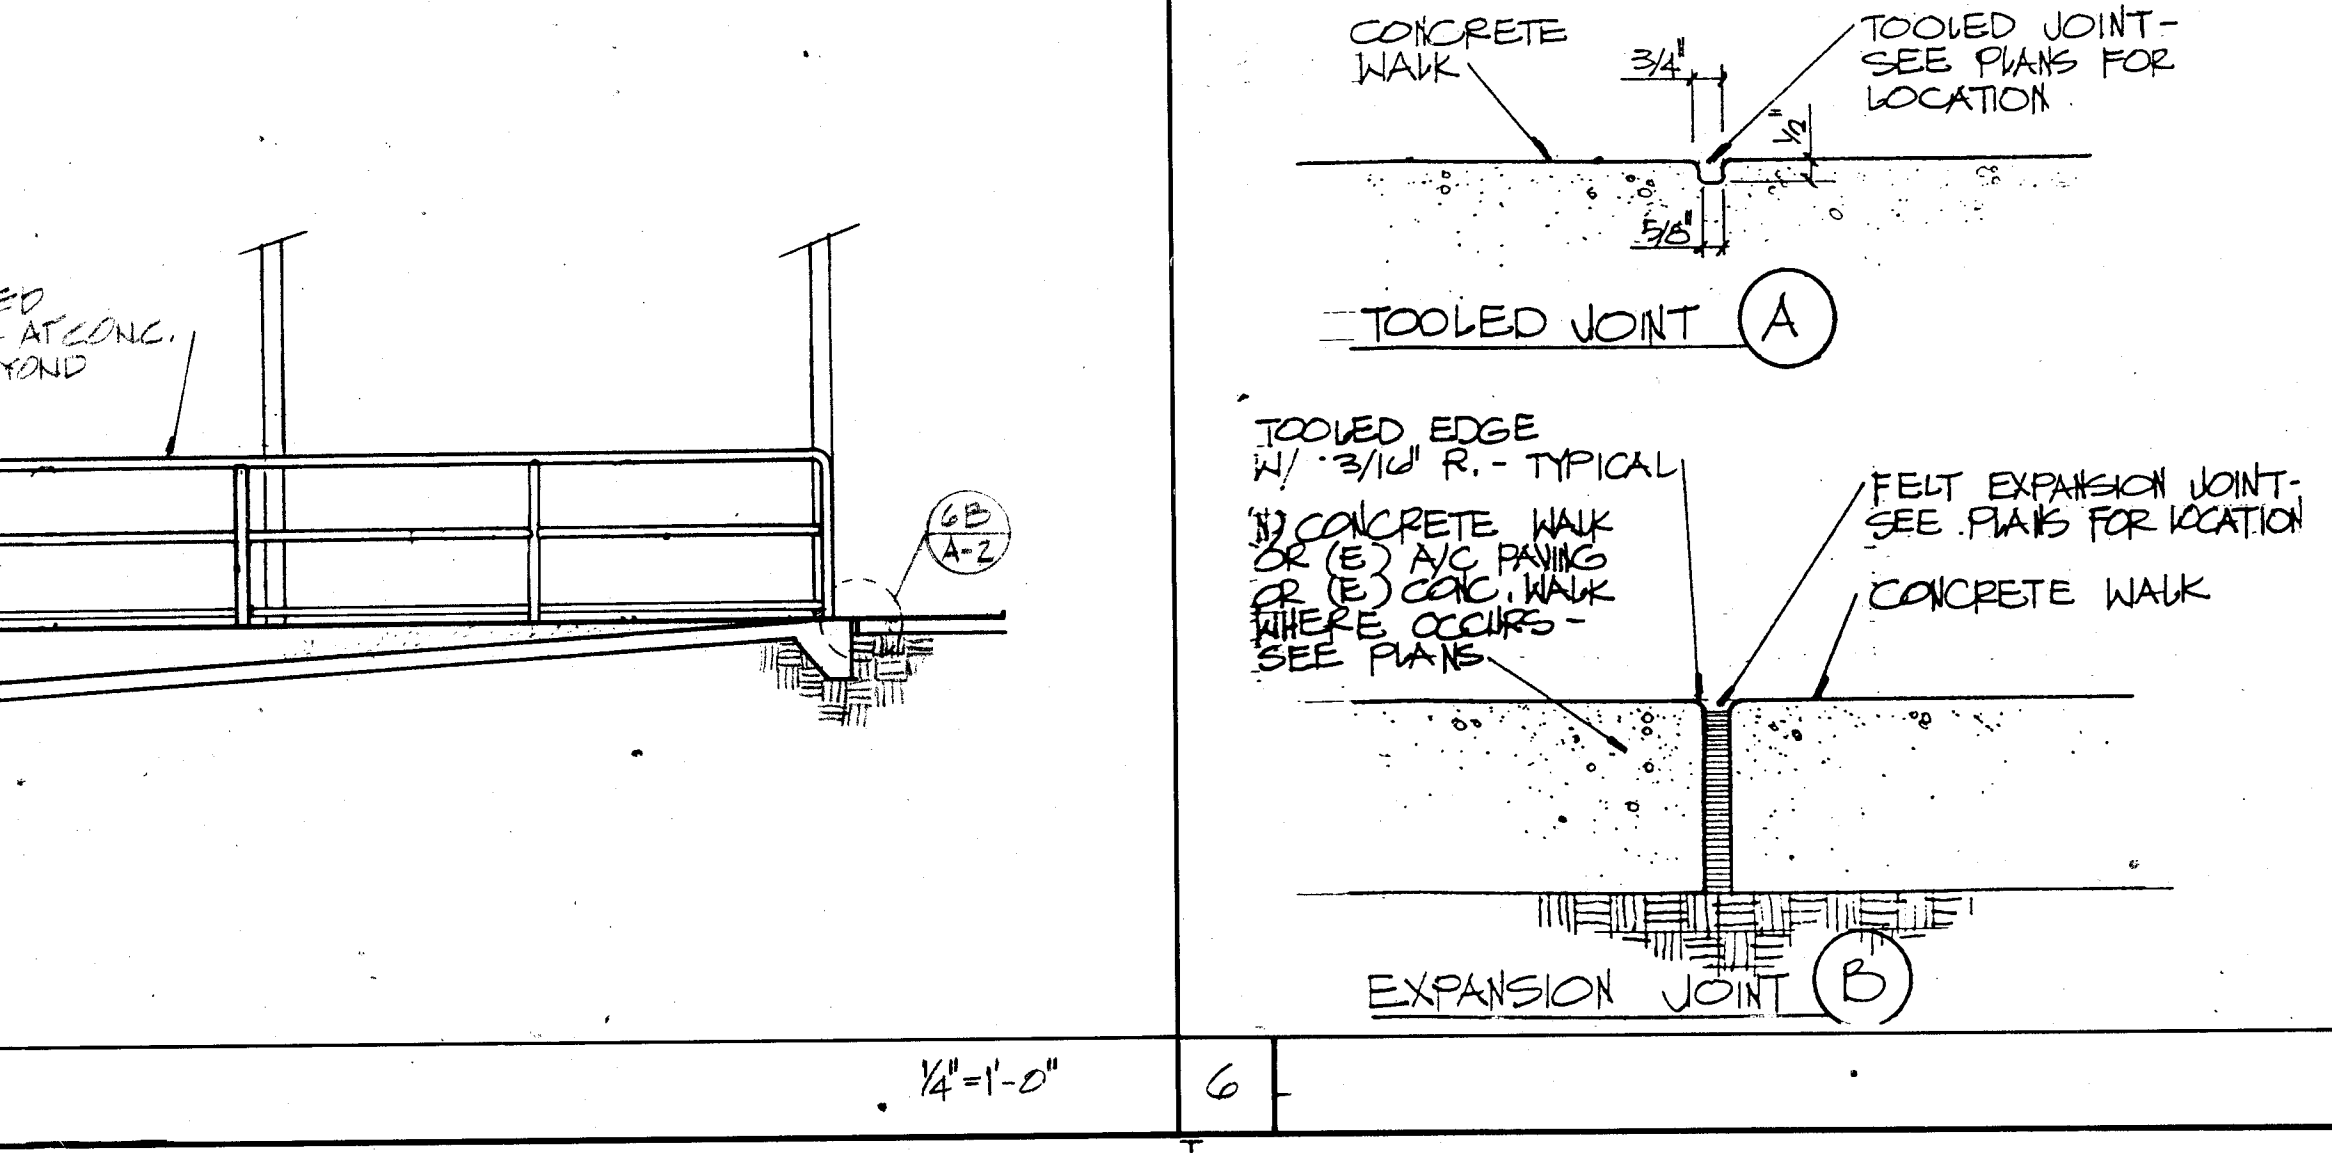 ED
AT CONC.
YOND
6B
A-2
1/4"=1'-0"
6
CONCRETE
WALK
3/4"
TOOLED JOINT-
SEE PLANS FOR
LOCATION
1/2"
5/8"
TOOLED JOINT
A
TOOLED EDGE
W/ 3/16" R. - TYPICAL
(N) CONCRETE WALK
OR (E) A/C PAVING
OR (E) CONC. WALK
WHERE OCCURS -
SEE PLANS
FELT EXPANSION JOINT-
SEE PLANS FOR LOCATION
CONCRETE WALK
EXPANSION JOINT
B